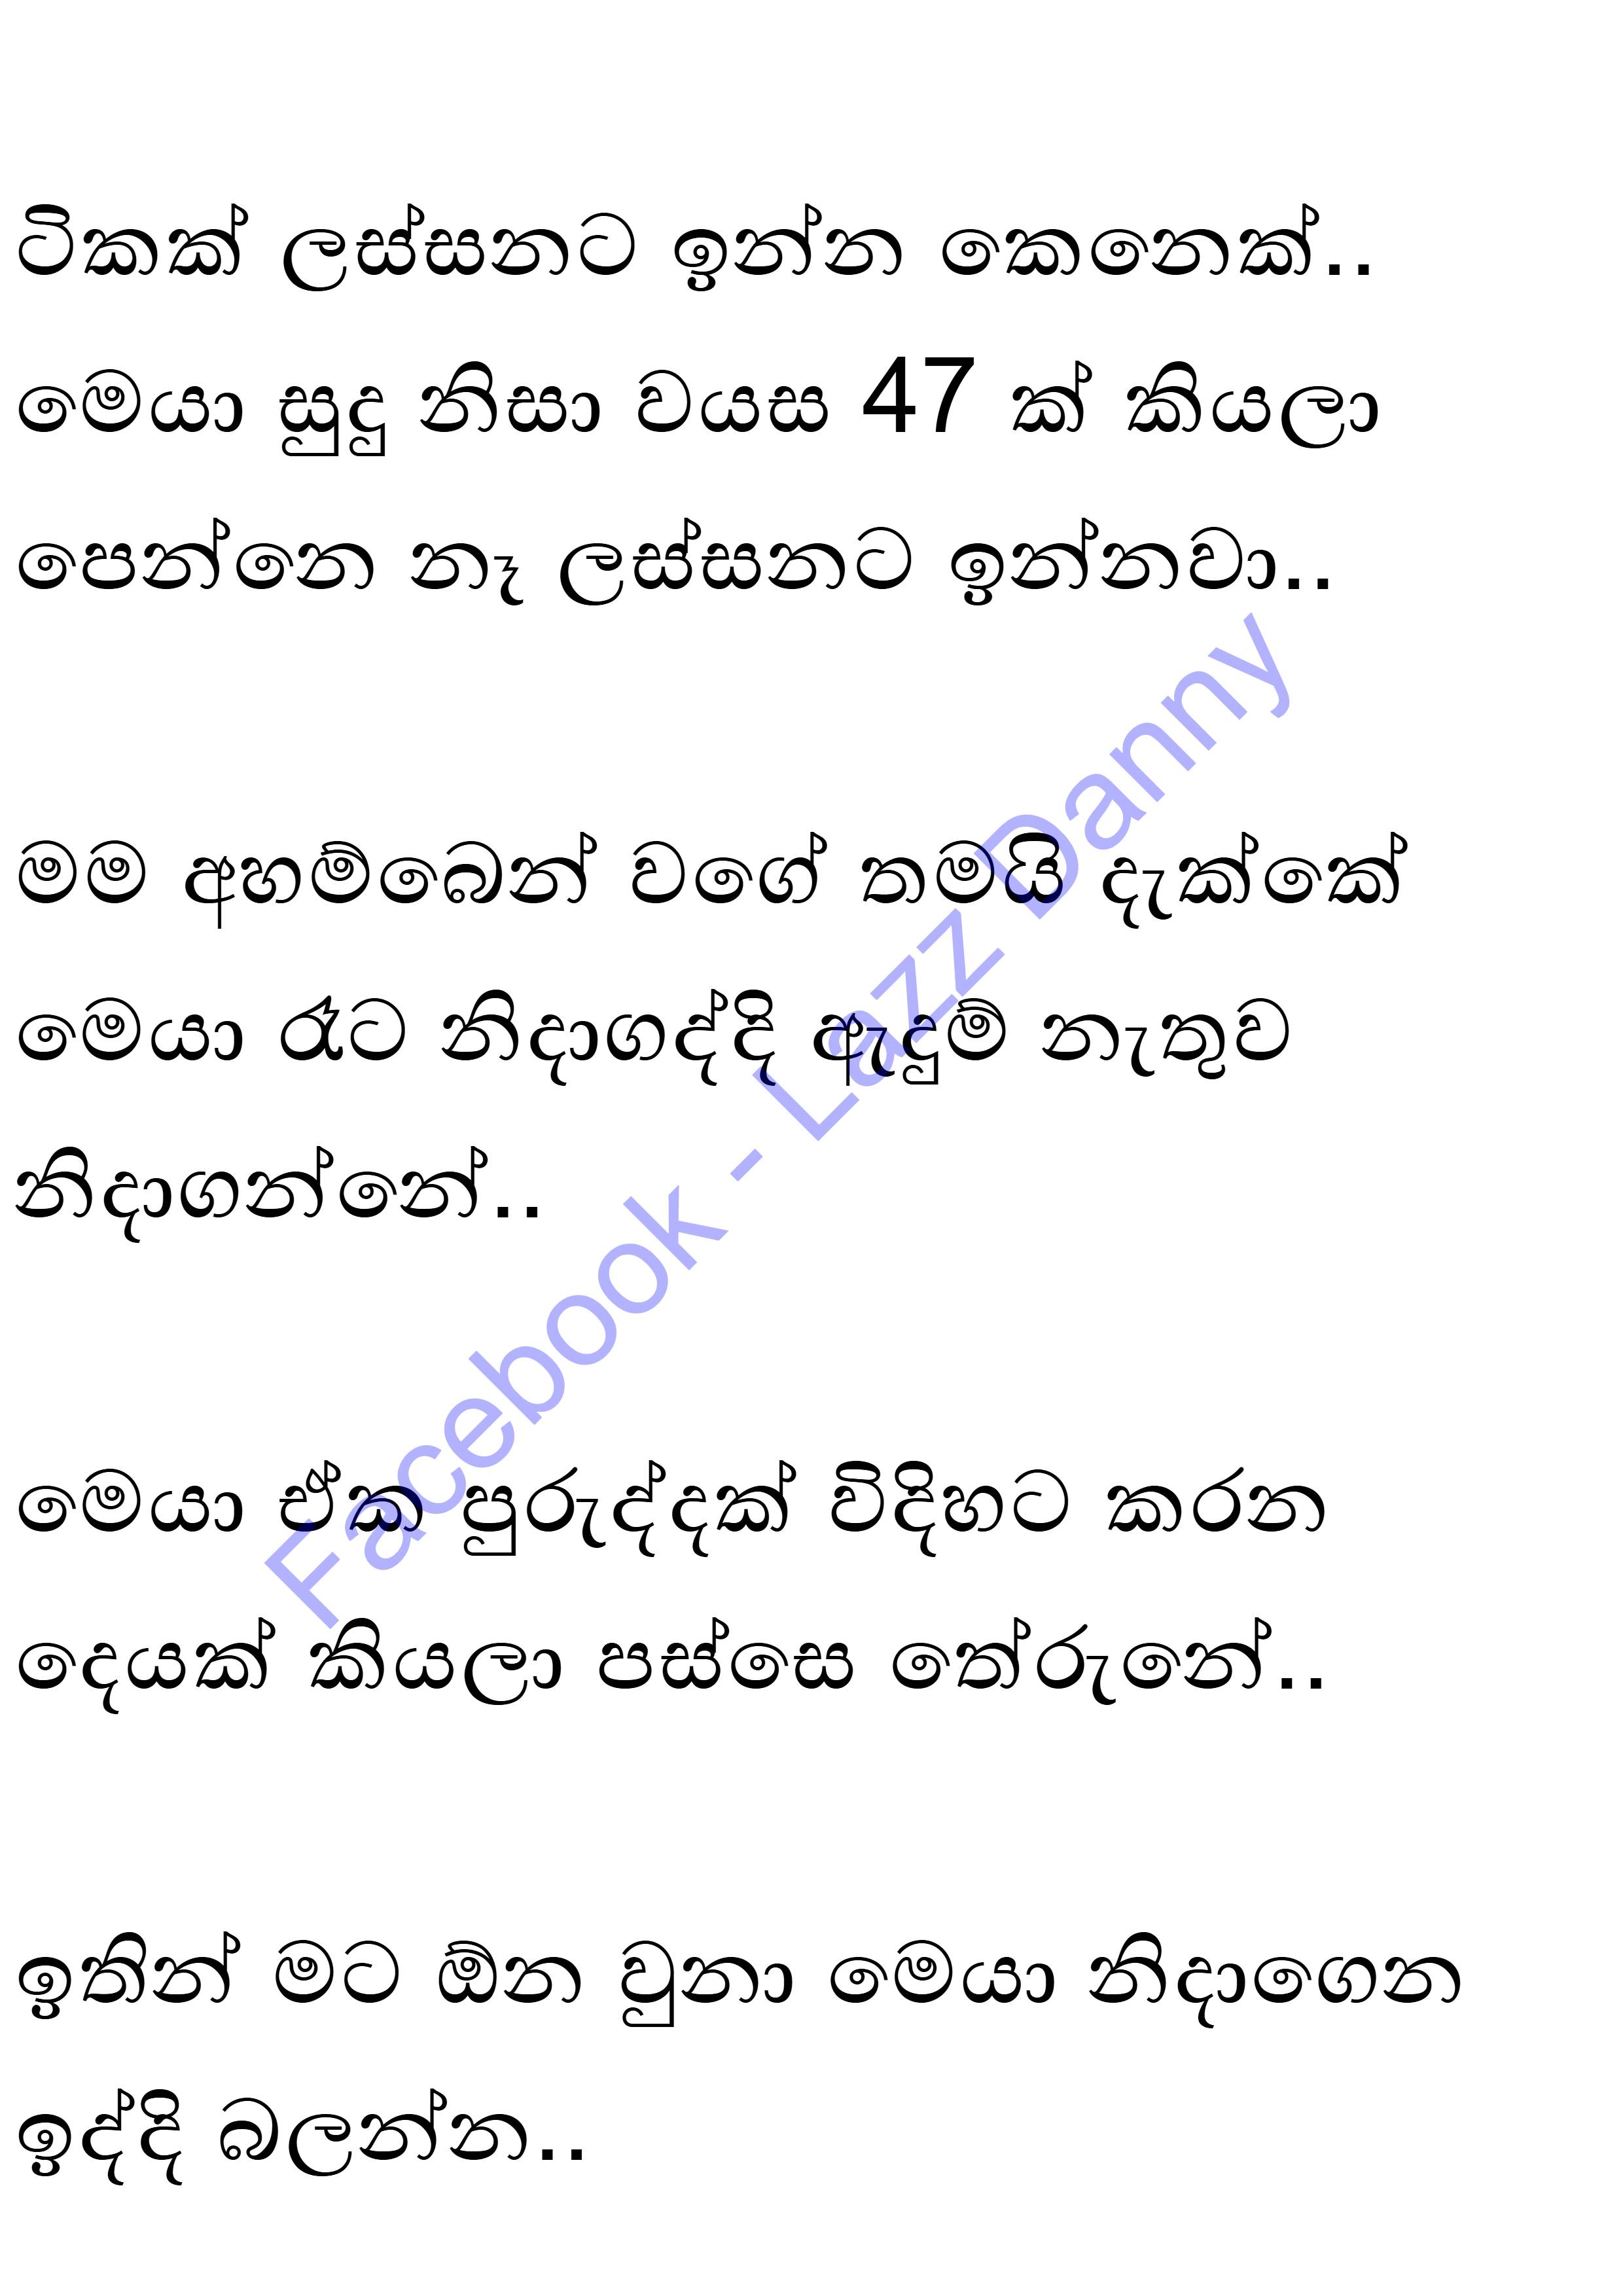 ටිකක් ලස්සනට ඉන්න කෙනෙක්..
මෙයා සුදු නිසා වයස 47 ක් කියලා
පෙන්නෙ නෑ ලස්සනට ඉන්නවා..
මම අහම්බෙන් වගේ තමයි දැක්කේ
මෙයා රෑට නිදාගද්දි ඇදුම් නැතුව
නිදාගන්නේ..
මෙයා ඒක පුරුද්දක් විදිහට කරන
දෙයක් කියලා පස්සෙ තේරුනේ..
ඉතින් මට ඕන වුනා මෙයා නිදාගෙන
ඉද්දි බලන්න..
Facebook - Lazz Danny